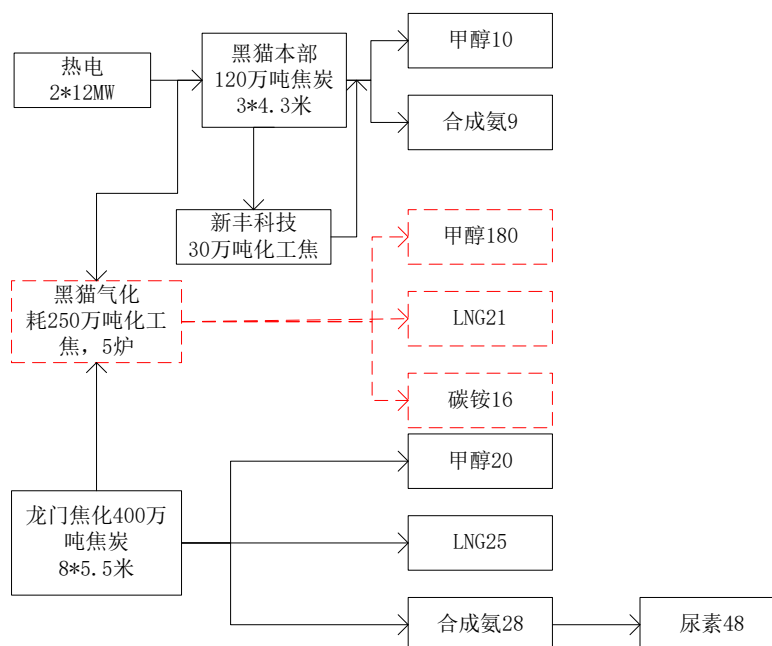 热电
2*12MW
黑猫本部
120万吨焦炭
3*4.3米
甲醇10
合成氨9
新丰科技
30万吨化工焦
甲醇180
黑猫气化
耗250万吨化工
焦，5炉
LNG21
碳铵16
甲醇20
龙门焦化400万
吨焦炭
8*5.5米
LNG25
合成氨28
尿素48